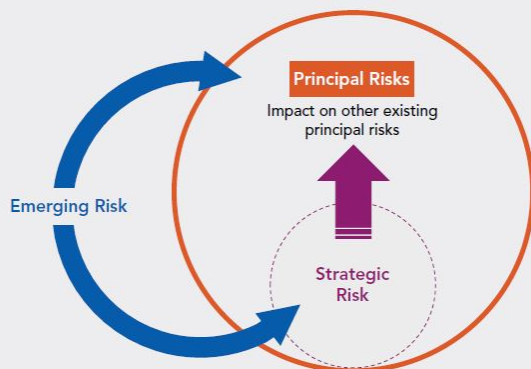 Principal Risks
Impact on other existing
principal risks
Emerging Risk
Strategic
Risk